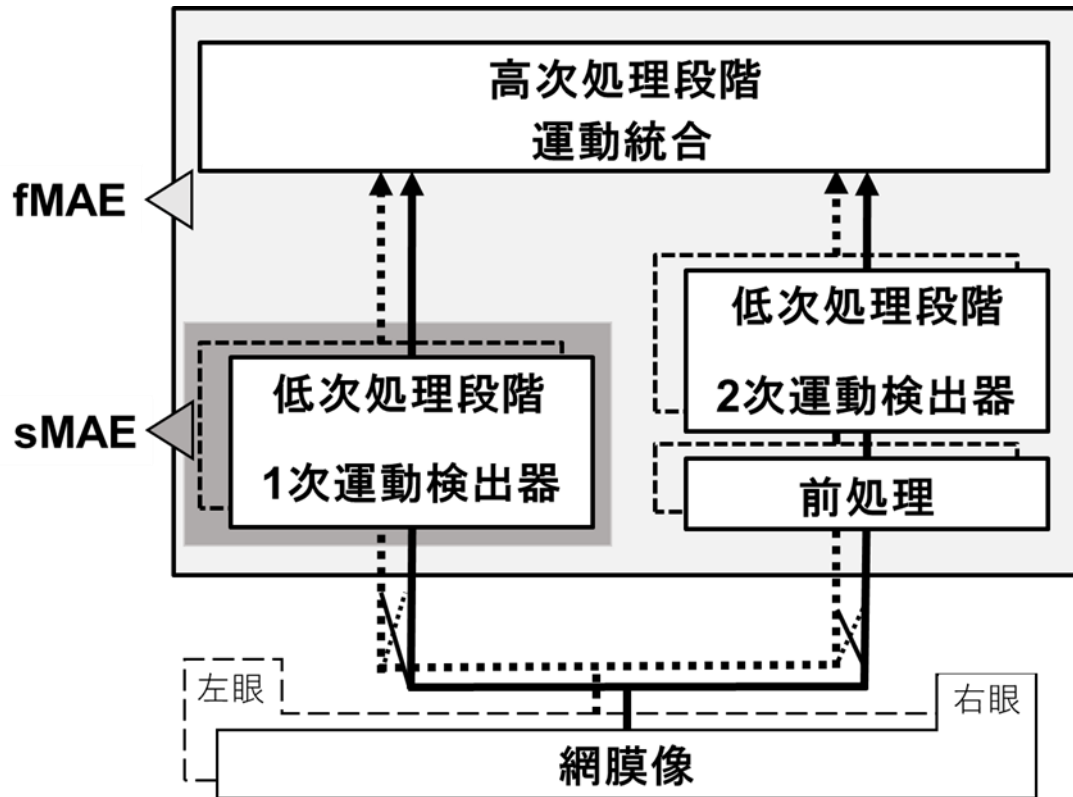 高次処理段階
運動統合
fMAE
低次処理段階
2次運動検出器
低次処理段階
1次運動検出器
sMAE
前処理
左眼
右眼
網膜像